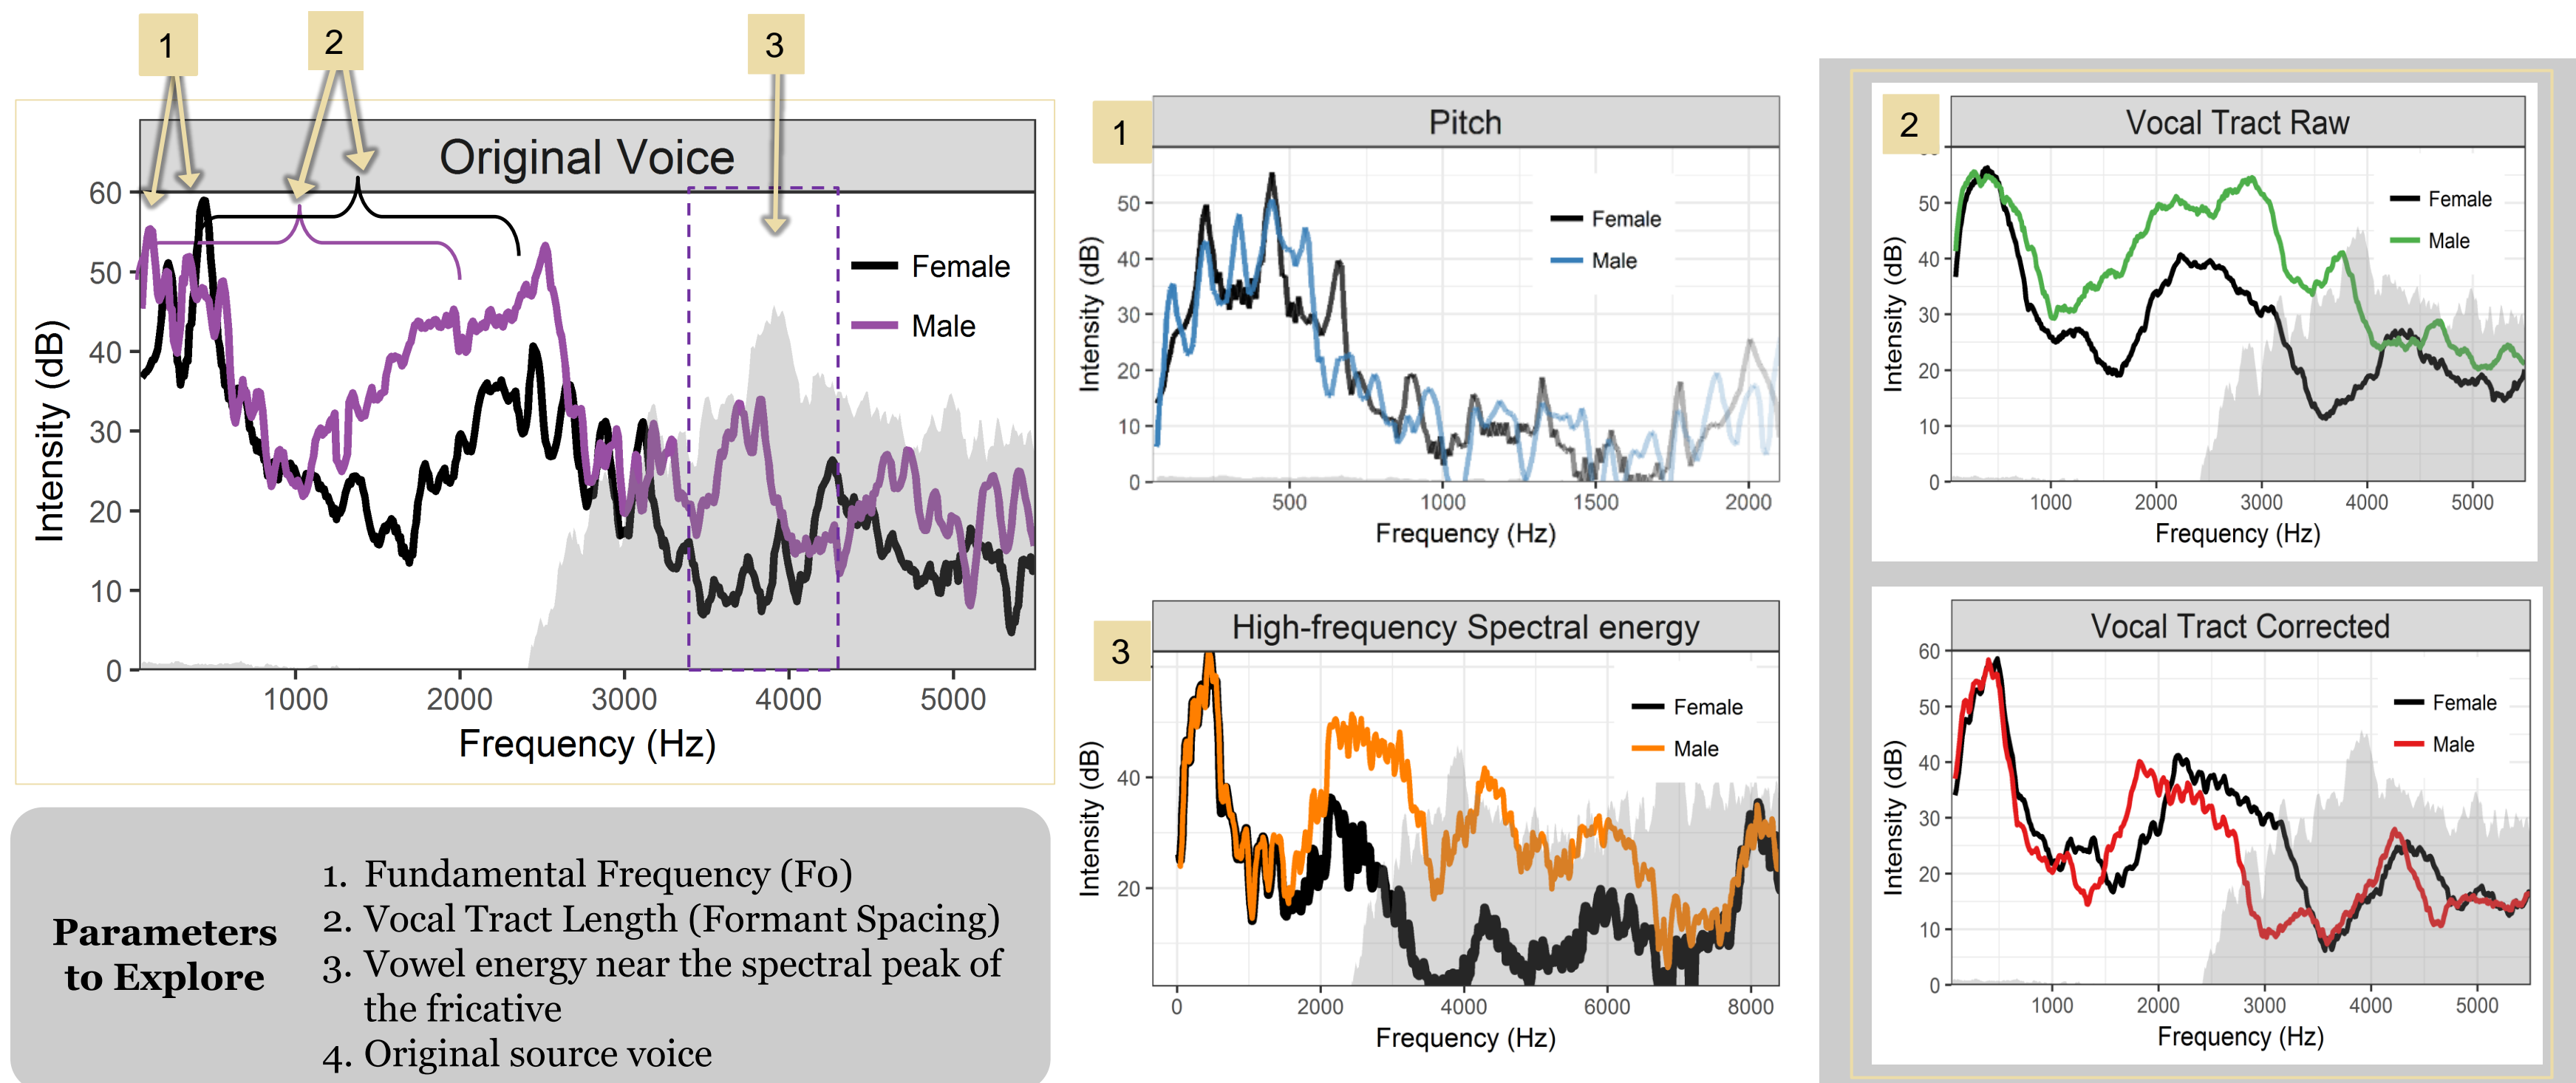 1
2
3
Original Voice
60
50
40
30
20
10
0
Intensity (dB)
Female
Male
1000 2000 3000 4000 5000
Frequency (Hz)
Parameters
to Explore
1. Fundamental Frequency (F0)
2. Vocal Tract Length (Formant Spacing)
3. Vowel energy near the spectral peak of
the fricative
4. Original source voice
1
Pitch
50
40
30
20
10
0
Intensity (dB)
Female
Male
500 1000 1500 2000
Frequency (Hz)
3
High-frequency Spectral energy
40
20
Intensity (dB)
Female
Male
0 2000 4000 6000 8000
Frequency (Hz)
2
Vocal Tract Raw
50
40
30
20
10
0
Intensity (dB)
Female
Male
1000 2000 3000 4000 5000
Frequency (Hz)
Vocal Tract Corrected
60
50
40
30
20
10
0
Intensity (dB)
Female
Male
1000 2000 3000 4000 5000
Frequency (Hz)